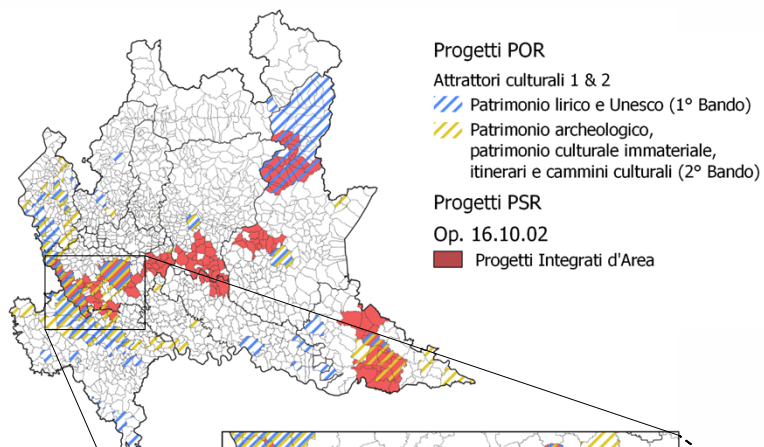 Progetti POR
Attrattori culturali 1 & 2
Patrimonio lirico e Unesco (1° Bando)
Patrimonio archeologico,
patrimonio culturale immateriale,
itinerari e cammini culturali (2° Bando)
Progetti PSR
Op. 16.10.02
Progetti Integrati d'Area